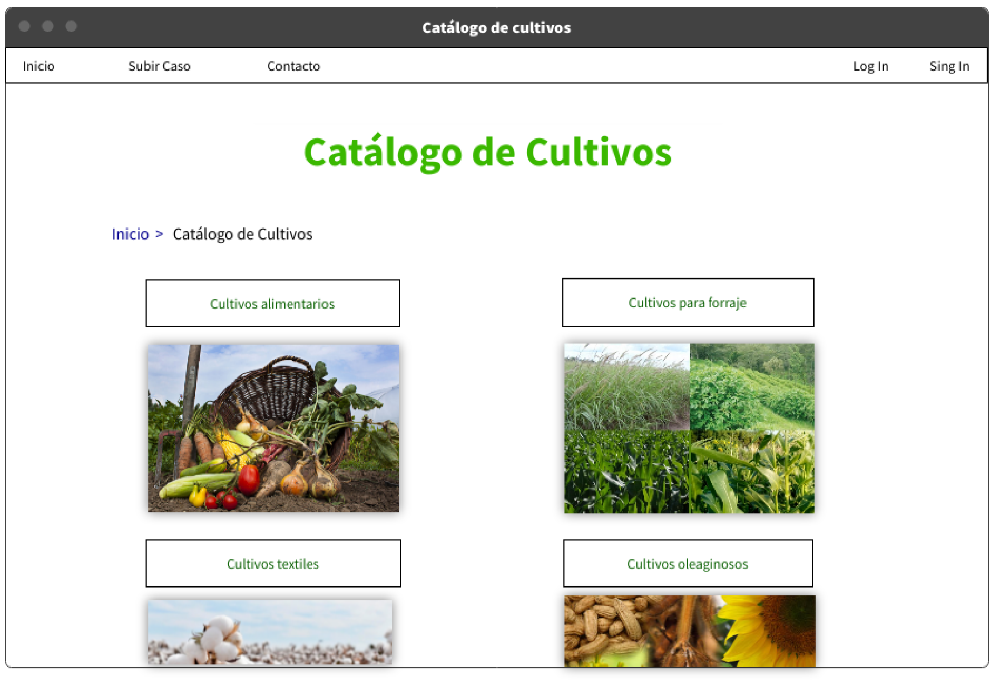 Catálogo de cultivos
Inicio Subir Caso Contacto Log In Sing In
Catálogo de Cultivos
Inicio > Catálogo de Cultivos
Cultivos alimentarios
Cultivos para forraje
Cultivos textiles
Cultivos oleaginosos